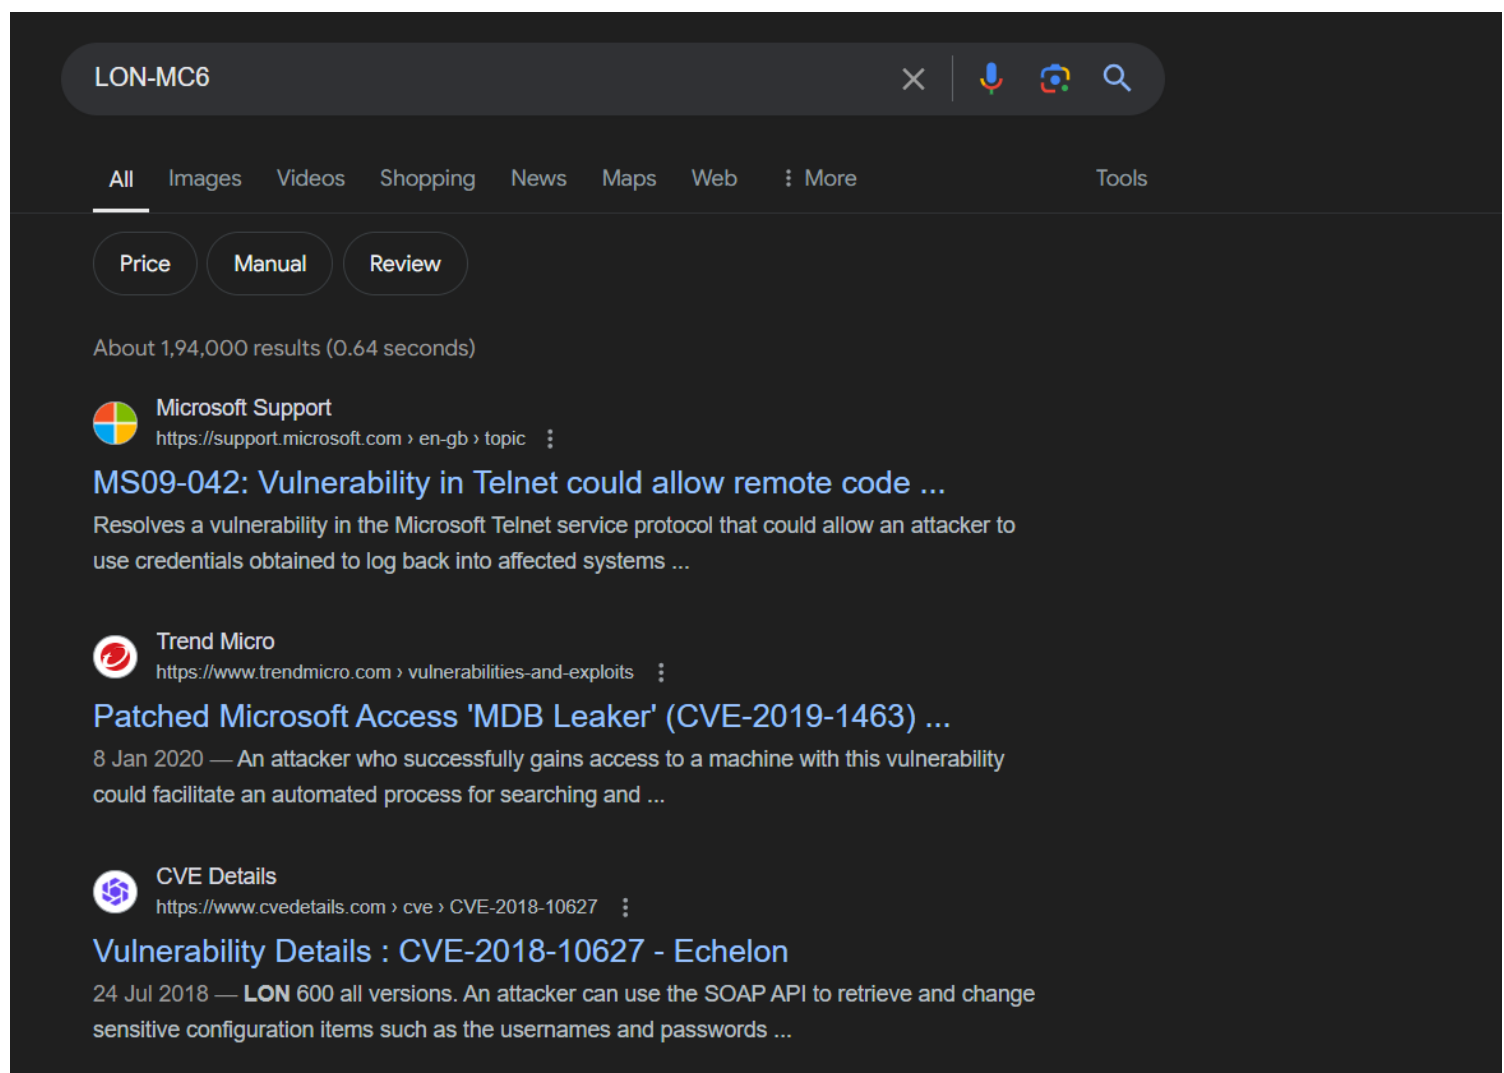 LON-MC6
All Images Videos Shopping News Maps Web More Tools
Price Manual Review
About 1,94,000 results (0.64 seconds)
Microsoft Support
https://support.microsoft.com › en-gb › topic
MS09-042: Vulnerability in Telnet could allow remote code ...
Resolves a vulnerability in the Microsoft Telnet service protocol that could allow an attacker to
use credentials obtained to log back into affected systems ...
Trend Micro
https://www.trendmicro.com › vulnerabilities-and-exploits
Patched Microsoft Access 'MDB Leaker' (CVE-2019-1463) ...
8 Jan 2020 — An attacker who successfully gains access to a machine with this vulnerability
could facilitate an automated process for searching and ...
CVE Details
https://www.cvedetails.com › cve › CVE-2018-10627
Vulnerability Details : CVE-2018-10627 - Echelon
24 Jul 2018 — LON 600 all versions. An attacker can use the SOAP API to retrieve and change
sensitive configuration items such as the usernames and passwords ...